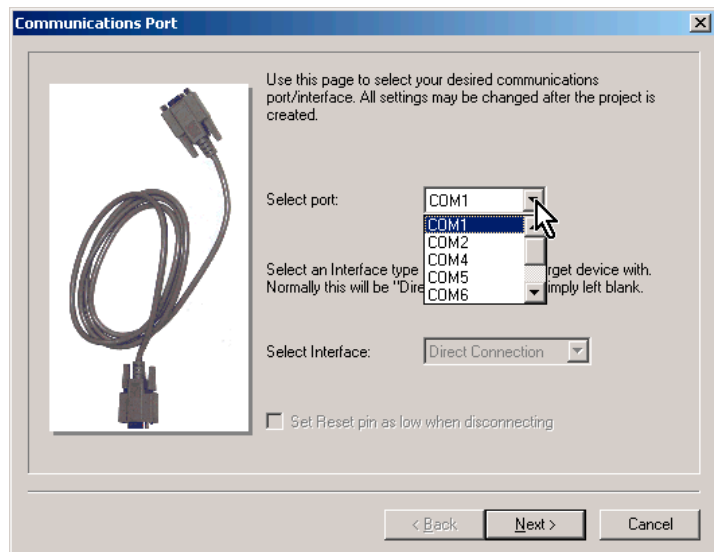 Communications Port
Use this page to select your desired communications
port/interface. All settings may be changed after the project is
created.
Select port:
COM1
COM1
COM2
COM4
COM5
COM6
Select an Interface type rget device with.
Normally this will be "Dire imply left blank.
Select Interface:
Direct Connection
Set Reset pin as low when disconnecting
< Back
Next >
Cancel